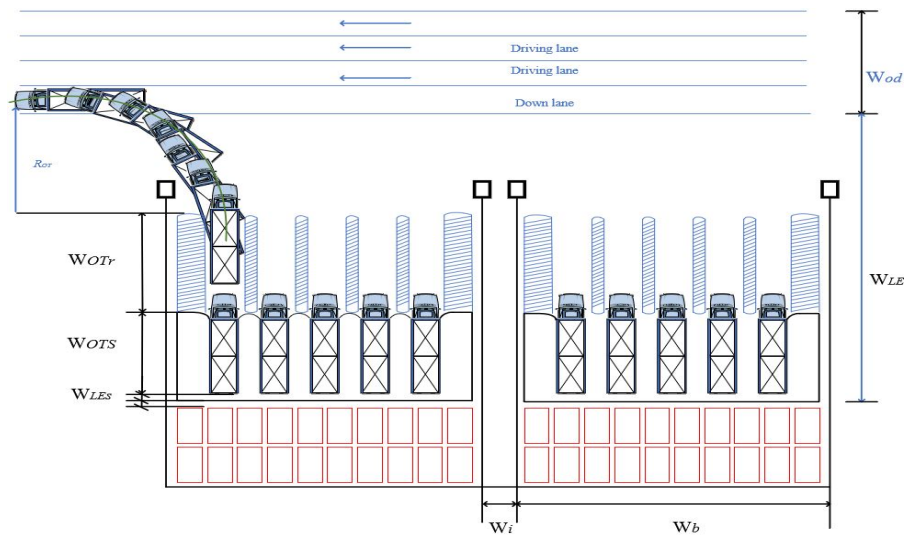 Driving lane
Wod
Driving lane
Down lane
Ror
WOTr
WLE
WOTS
WLEs
Wi
Wb